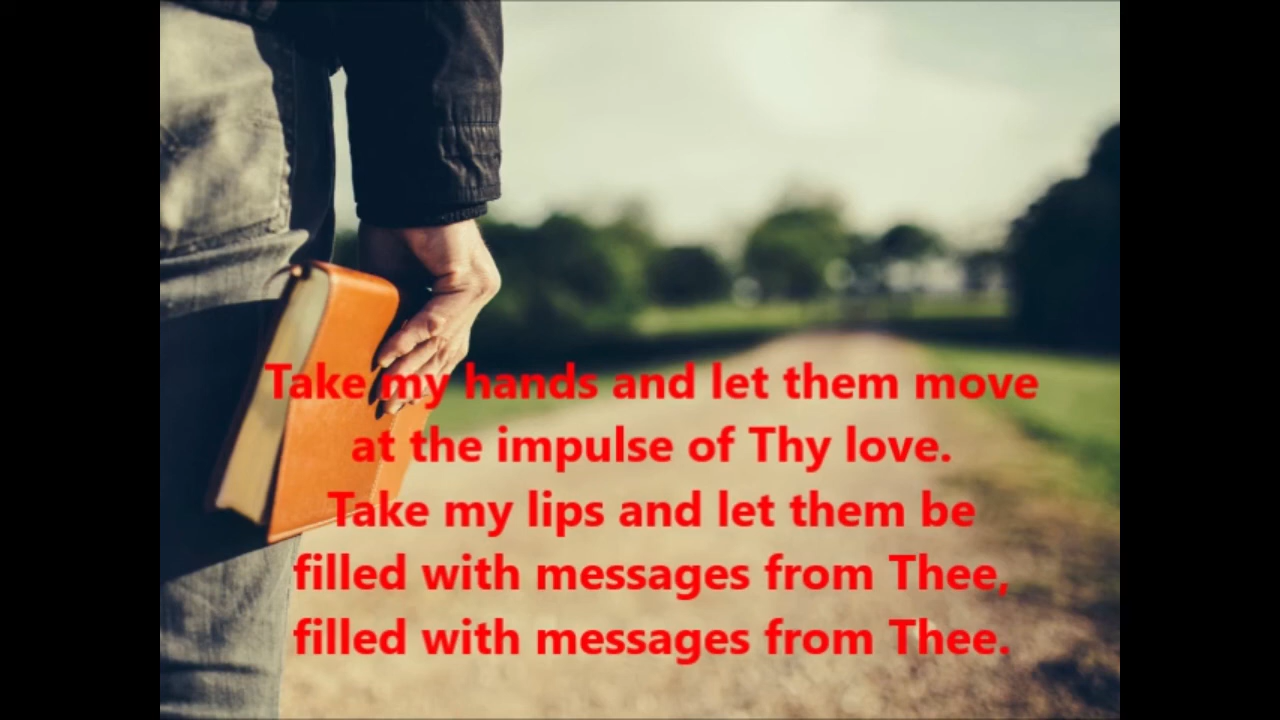 Take my hands and let them move
at the impulse of Thy love.
Take my lips and let them be
filled with messages from Thee,
filled with messages from Thee.